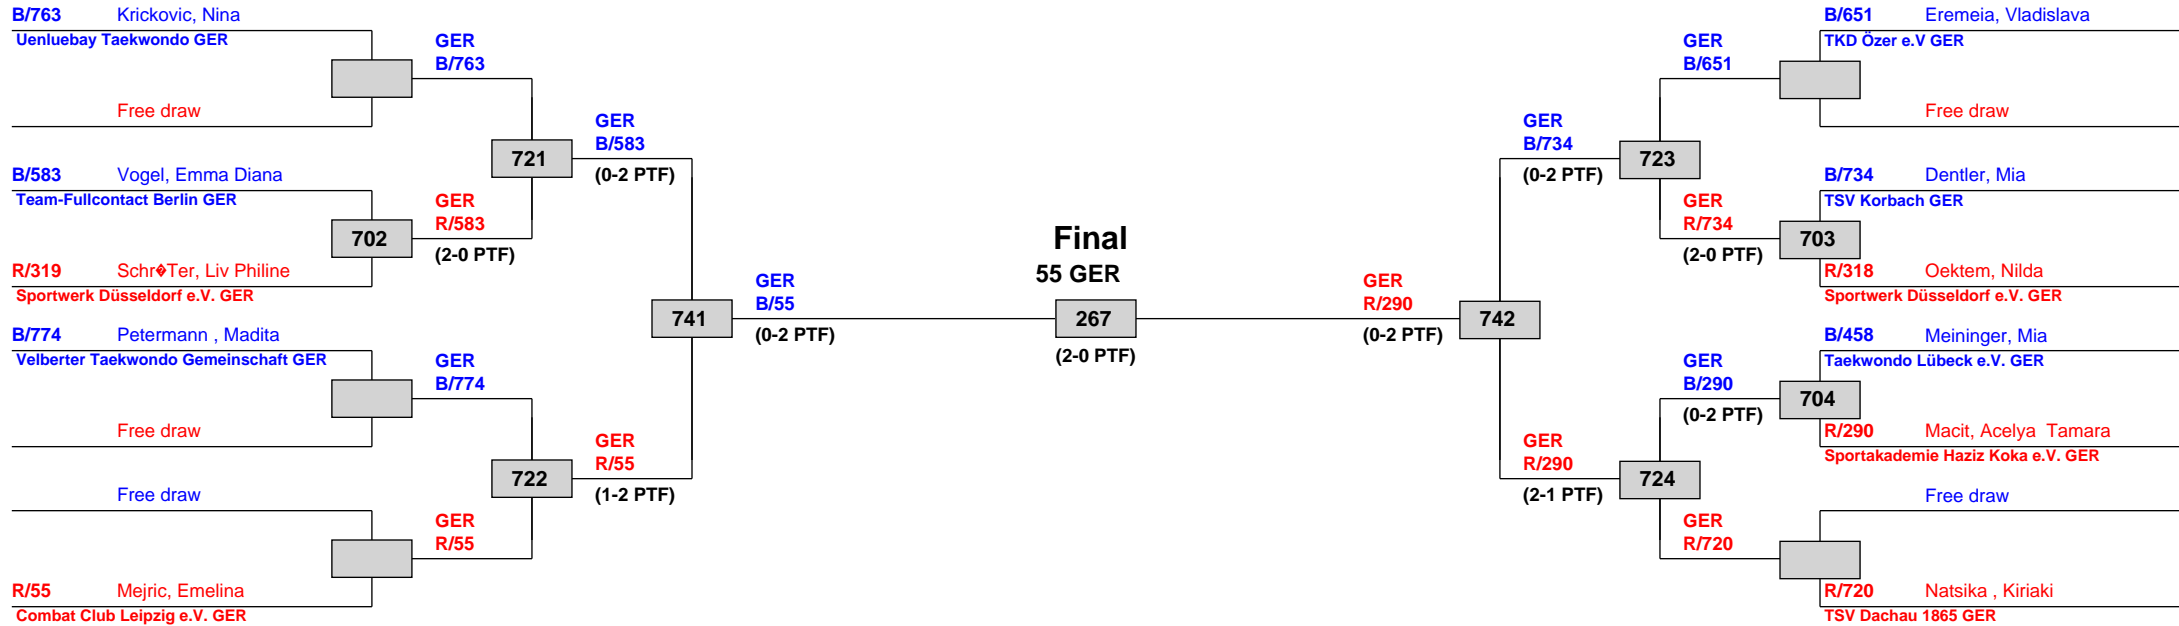 B/763 Krickovic, Nina
Uenluebay Taekwondo GER
Free draw
B/583 Vogel, Emma Diana
Team-Fullcontact Berlin GER
R/319 Schr�Ter, Liv Philine
Sportwerk Düsseldorf e.V. GER
B/774 Petermann , Madita
Velberter Taekwondo Gemeinschaft GER
Free draw
Free draw
R/55 Mejric, Emelina
Combat Club Leipzig e.V. GER
GER
B/763
702
GER
R/583
(2-0 PTF)
GER
B/774
GER
R/55
721
GER
B/583
(0-2 PTF)
722
GER
R/55
(1-2 PTF)
741
GER
B/55
(0-2 PTF)
Final
55 GER
267
(2-0 PTF)
GER
R/290
(0-2 PTF)
742
GER
B/734
(0-2 PTF)
723
GER
R/290
(2-1 PTF)
724
GER
B/651
GER
R/734
(2-0 PTF)
703
GER
B/290
(0-2 PTF)
704
GER
R/720
B/651 Eremeia, Vladislava
TKD Özer e.V GER
Free draw
B/734 Dentler, Mia
TSV Korbach GER
R/318 Oektem, Nilda
Sportwerk Düsseldorf e.V. GER
B/458 Meininger, Mia
Taekwondo Lübeck e.V. GER
R/290 Macit, Acelya  Tamara
Sportakademie Haziz Koka e.V. GER
Free draw
R/720 Natsika , Kiriaki
TSV Dachau 1865 GER